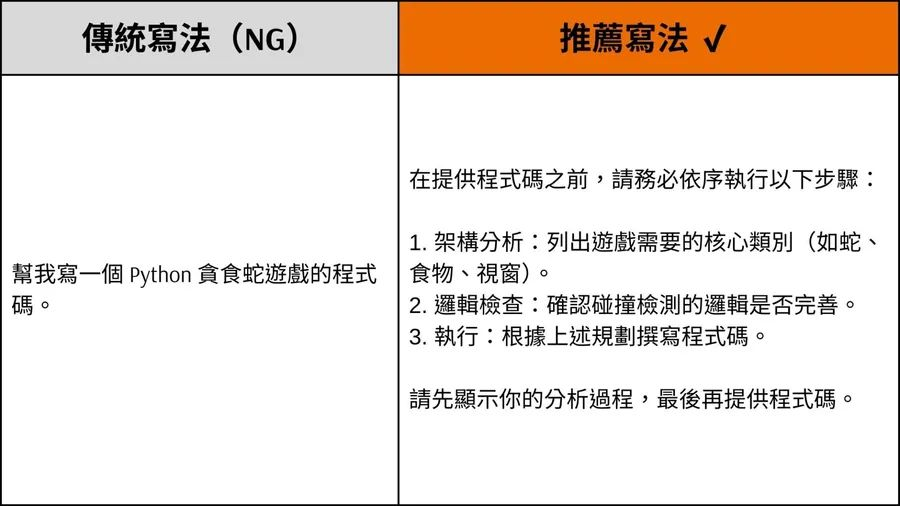 傳統寫法（NG）
推薦寫法 ✓
幫我寫一個 Python 貪食蛇遊戲的程式
碼。
在提供程式碼之前，請務必依序執行以下步驟：
1. 架構分析：列出遊戲需要的核心類別（如蛇、
食物、視窗）。
2. 邏輯檢查：確認碰撞檢測的邏輯是否完善。
3. 執行：根據上述規劃撰寫程式碼。
請先顯示你的分析過程，最後再提供程式碼。